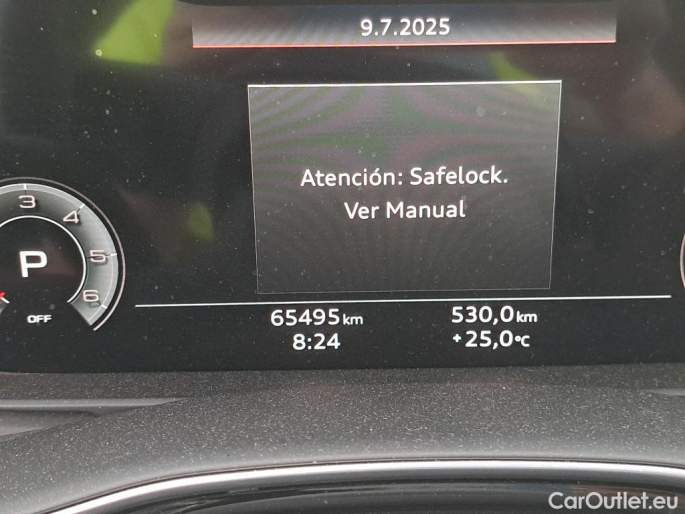 9.7.2025
Atención: Safelock.
Ver Manual
3
4
5
6
P
OFF
65495 km 530,0 km
8:24 +25,0°C
CarOutlet.eu